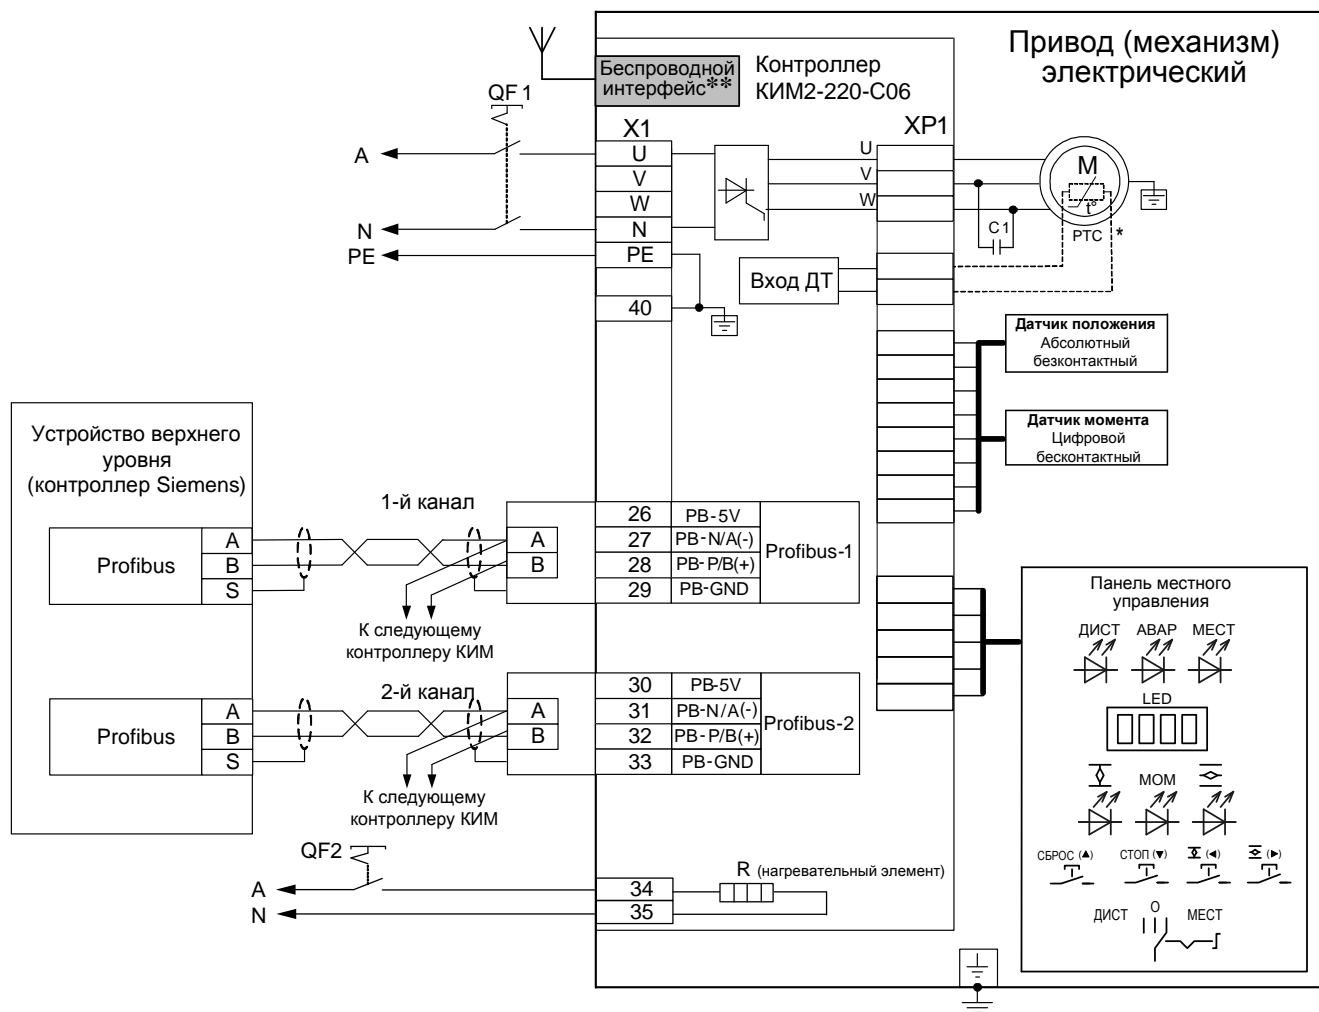 Привод (механизм)
электрический
Беспроводной
интерфейс**
Контроллер
КИМ2-220-С06
QF1
X1
XP1
A
U
U
V
V
W
W
N
N
PE
PE
40
M
t°
PTC
*
C1
Вход ДТ
Датчик положения
Абсолютный
безконтактный
Датчик момента
Цифровой
бесконтактный
Устройство верхнего
уровня
(контроллер Siemens)
1-й канал
Profibus
A
B
S
A
B
26 PB-5V
27 PB-N/A(-)
28 PB-P/B(+)
29 PB-GND
Profibus-1
К следующему
контроллеру КИМ
2-й канал
Profibus
A
B
S
A
B
30 PB-5V
31 PB-N/A(-)
32 PB-P/B(+)
33 PB-GND
Profibus-2
К следующему
контроллеру КИМ
QF2
A
N
34
35
R (нагревательный элемент)
Панель местного
управления
ДИСТ АВАР МЕСТ
LED
МОМ
СБРОС (▲) СТОП (▼) (◄) (►)
ДИСТ O МЕСТ